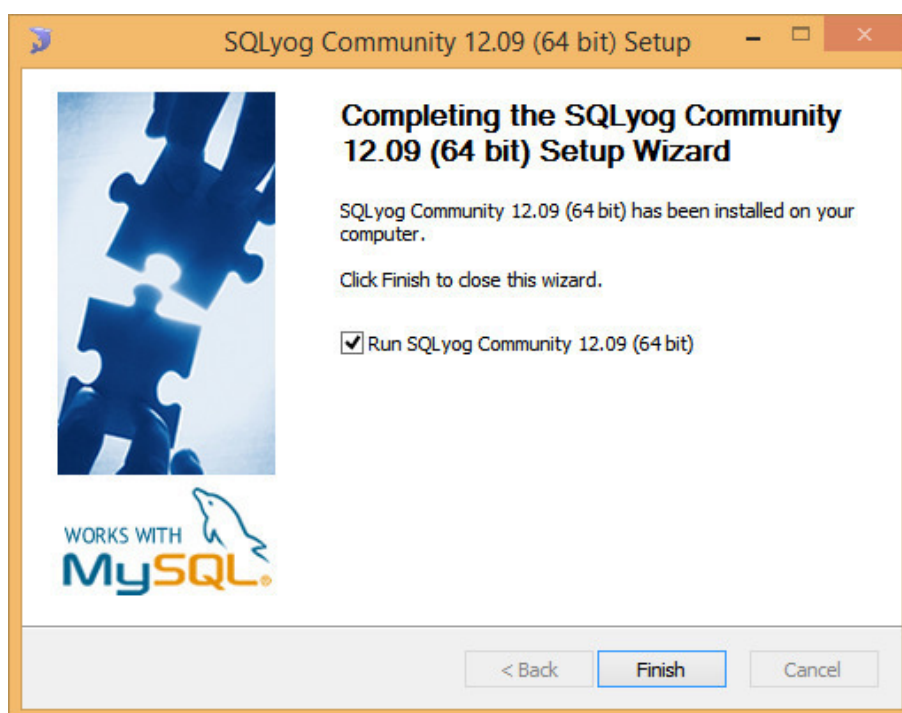 SQLyog Community 12.09 (64 bit) Setup
Completing the SQLyog Community
12.09 (64 bit) Setup Wizard
SQLyog Community 12.09 (64 bit) has been installed on your
computer.
Click Finish to close this wizard.
Run SQLyog Community 12.09 (64 bit)
WORKS WITH
MySQL®
< Back
Finish
Cancel